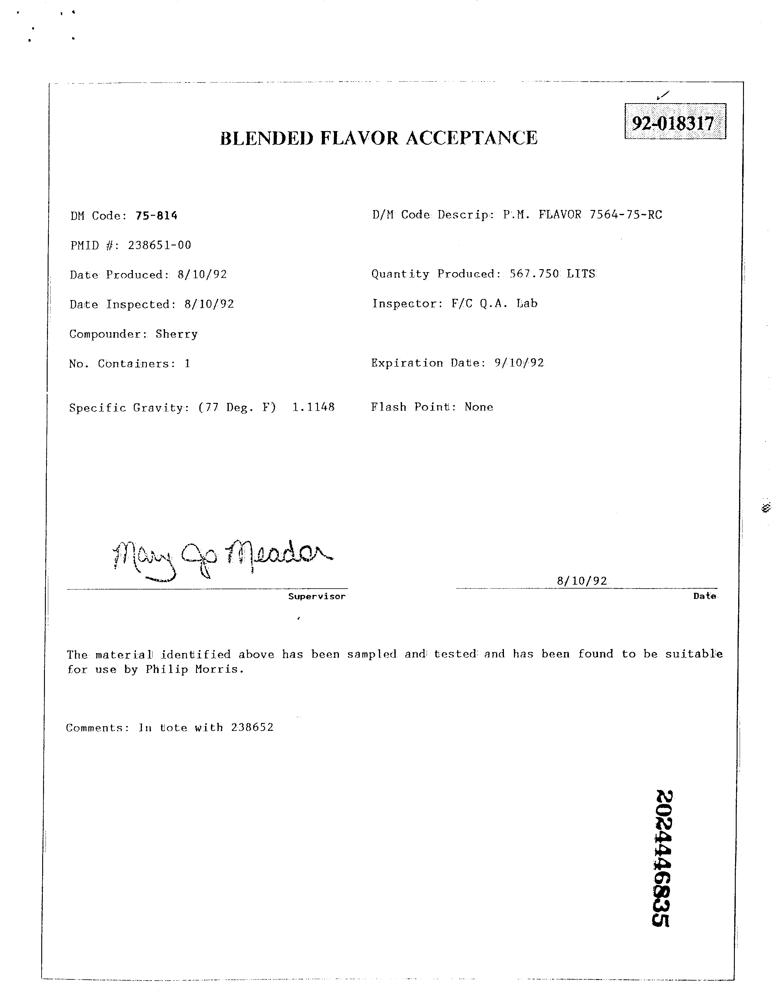 92-018317
BLENDED FLAVOR ACCEPTANCE
DM Code: 75-814
D/M Code Descrip: P.M. FLAVOR 7564-75-RC
PMID #: 238651-00
Date Produced: 8/10/92
Quantity Produced: 567.750 LITS
Date Inspected: 8/10/92
Inspector: F/C Q.A. Lab
Compounder: Sherry
No. Containers: 1
Expiration Date: 9/10/92
Specific Gravity: (77 Deg. F) 1.1148
Flash Point: None
Mary Jo Meador
8/10/92
Supervisor
Date
The material identified above has been sampled and tested and has been found to be suitable
for use by Philip Morris.
Comments: In tote with 238652
2024446835